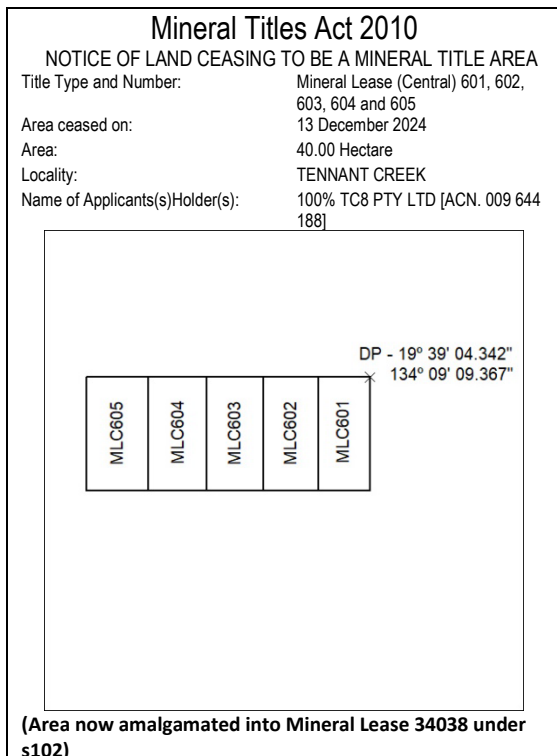 Mineral Titles Act 2010
NOTICE OF LAND CEASING TO BE A MINERAL TITLE AREA
Title Type and Number: Mineral Lease (Central) 601, 602,
603, 604 and 605
Area ceased on: 13 December 2024
Area: 40.00 Hectare
Locality: TENNANT CREEK
Name of Applicants(s)Holder(s): 100% TC8 PTY LTD [ACN. 009 644
188]
DP - 19° 39' 04.342"
134° 09' 09.367"
MLC605
MLC604
MLC603
MLC602
MLC601
(Area now amalgamated into Mineral Lease 34038 under
s102)